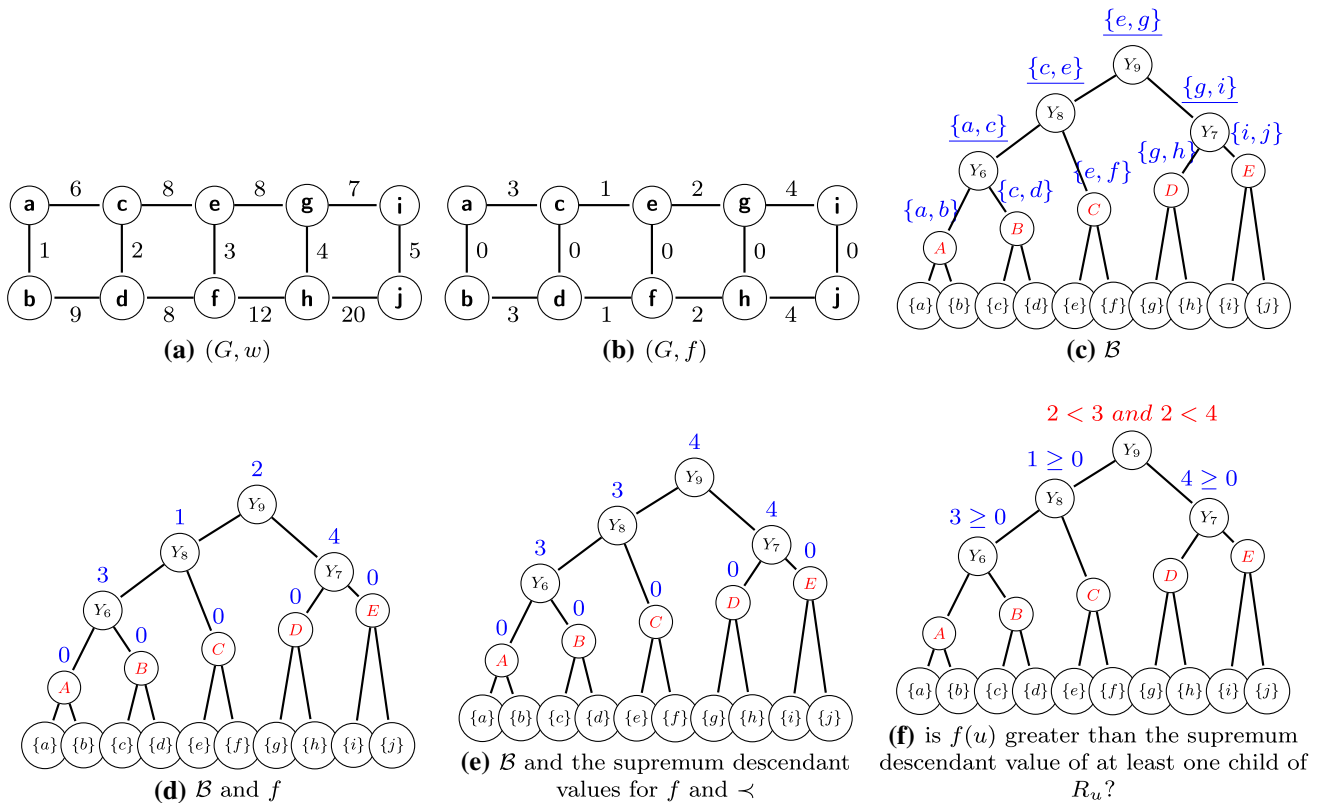 a 6 c 8 e 8 g 7 i
1 2 3 4 5
b 9 d 8 f 12 h 20 j
(a) (G, w)
a 3 c 1 e 2 g 4 i
0 0 0 0 0
b 3 d 1 f 2 h 4 j
(b) (G, f)
{e, g}
Y₉
{c, e}
Y₈
{g, i}
Y₇
{a, c}
Y₆
{i, j}
E
{g, h}
D
{e, f}
C
{c, d}
B
{a, b}
A
{a} {b} {c} {d} {e} {f} {g} {h} {i} {j}
(c) ℬ
2
Y₉
1
Y₈
4
Y₇
3
Y₆
0
E
0
D
0
C
0
B
0
A
{a} {b} {c} {d} {e} {f} {g} {h} {i} {j}
(d) ℬ and f
4
Y₉
3
Y₈
4
Y₇
3
Y₆
0
E
0
D
0
C
0
B
0
A
{a} {b} {c} {d} {e} {f} {g} {h} {i} {j}
(e) ℬ and the supremum descendant
values for f and ≺
2 < 3 and 2 < 4
Y₉
1 ≥ 0
Y₈
4 ≥ 0
Y₇
3 ≥ 0
Y₆
E
D
C
B
A
{a} {b} {c} {d} {e} {f} {g} {h} {i} {j}
(f) is f(u) greater than the supremum
descendant value of at least one child of
Rᵤ?